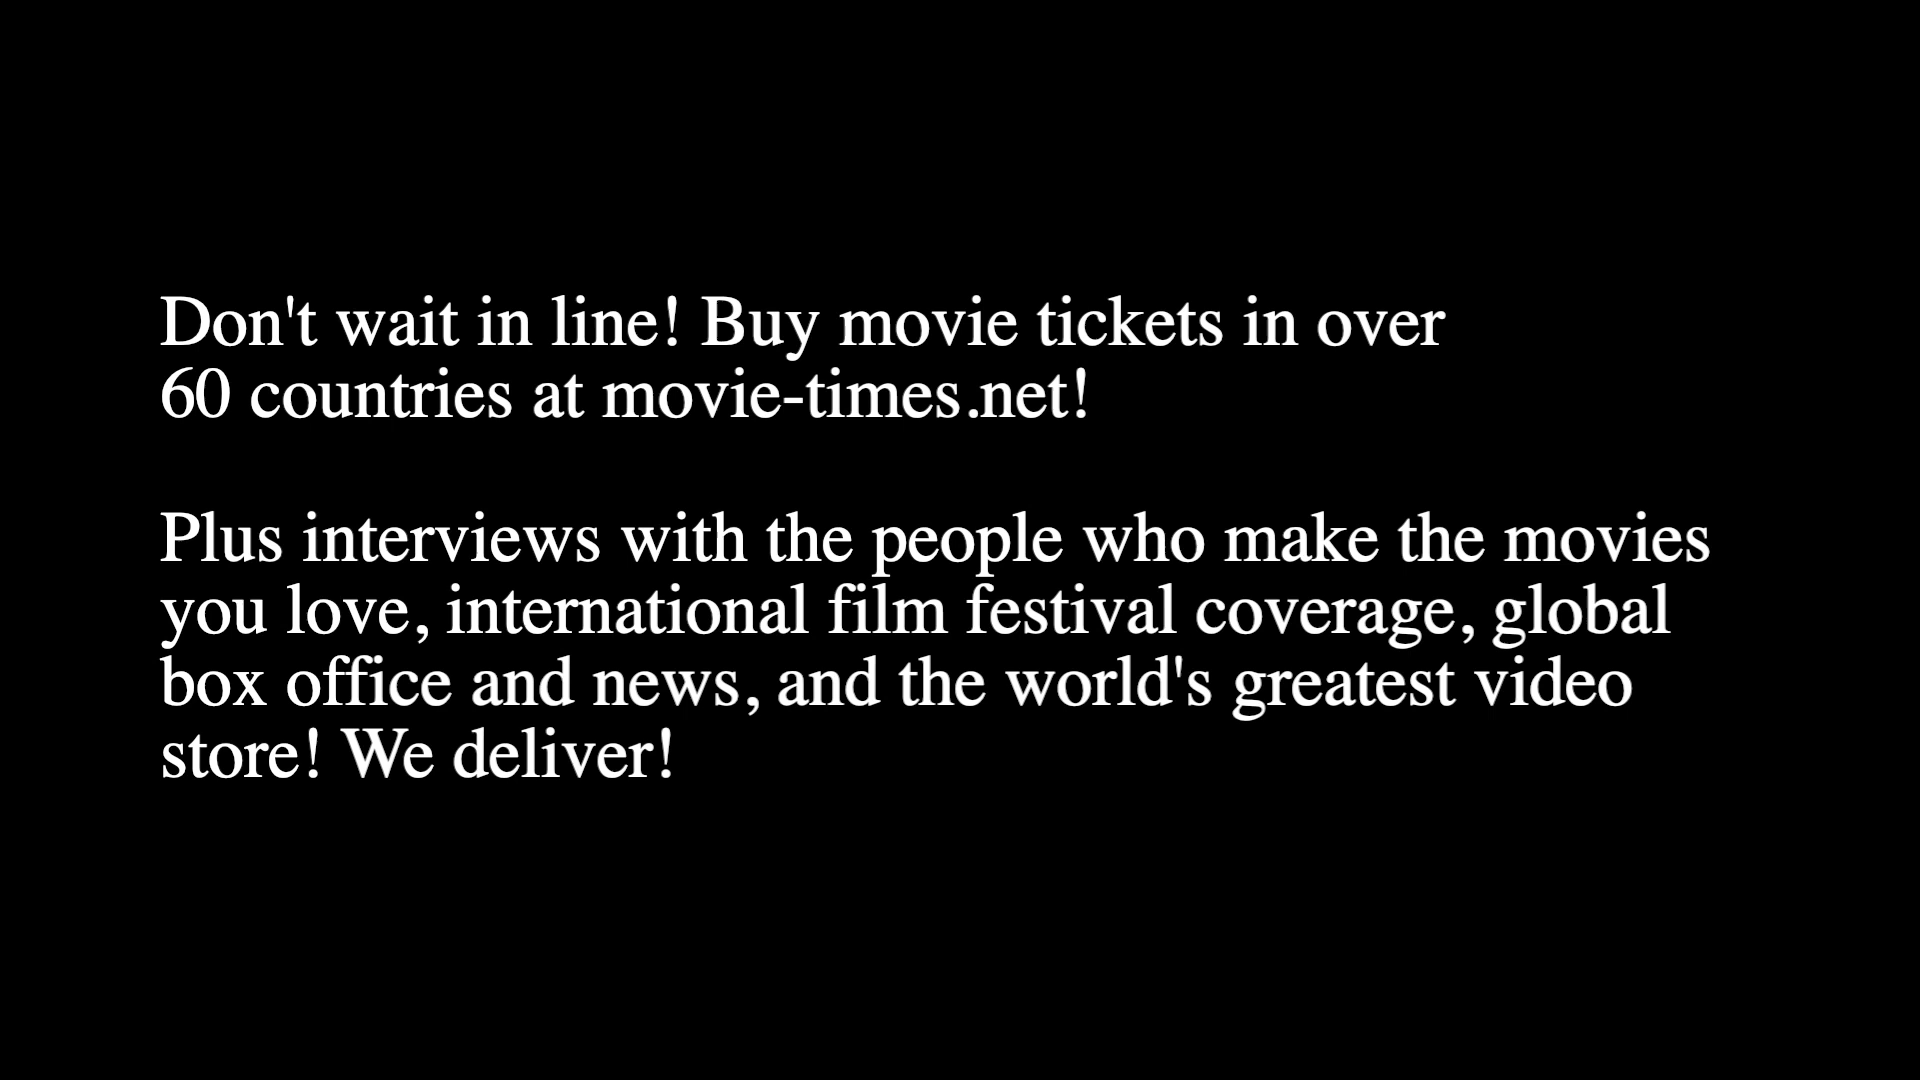 Don't wait in line! Buy movie tickets in over
60 countries at movie-times.net!
Plus interviews with the people who make the movies
you love, international film festival coverage, global
box office and news, and the world's greatest video
store! We deliver!